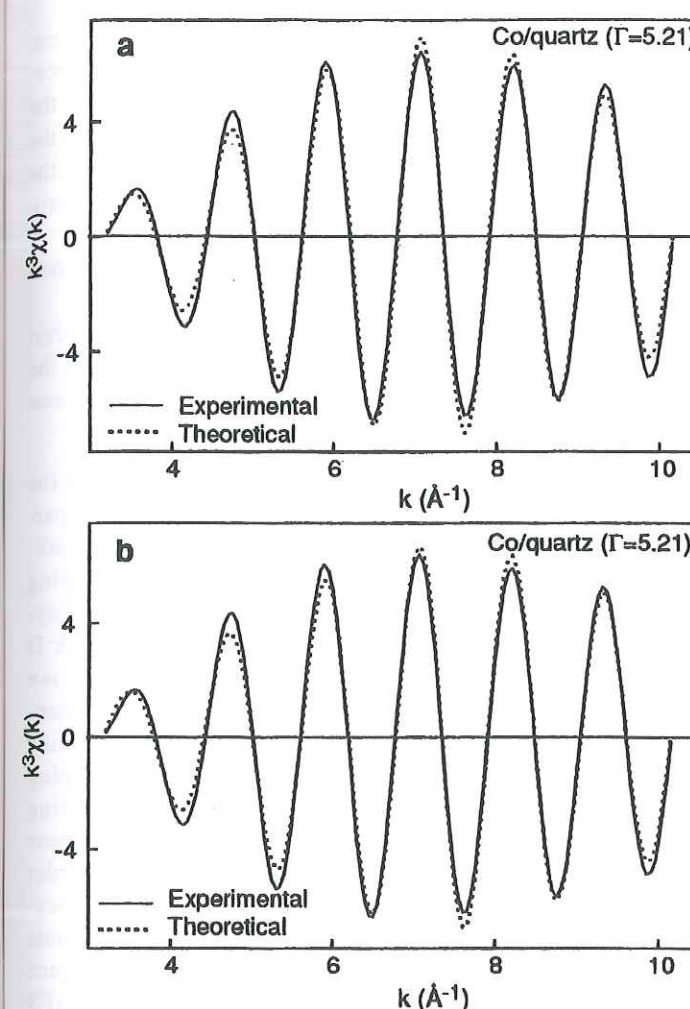 a
Co/quartz (Γ=5.21)
4
0
-4
k³χ(k)
Experimental
Theoretical
4 6 8 10
k (Å⁻¹)
b
Co/quartz (Γ=5.21)
4
0
-4
k³χ(k)
Experimental
Theoretical
4 6 8 10
k (Å⁻¹)